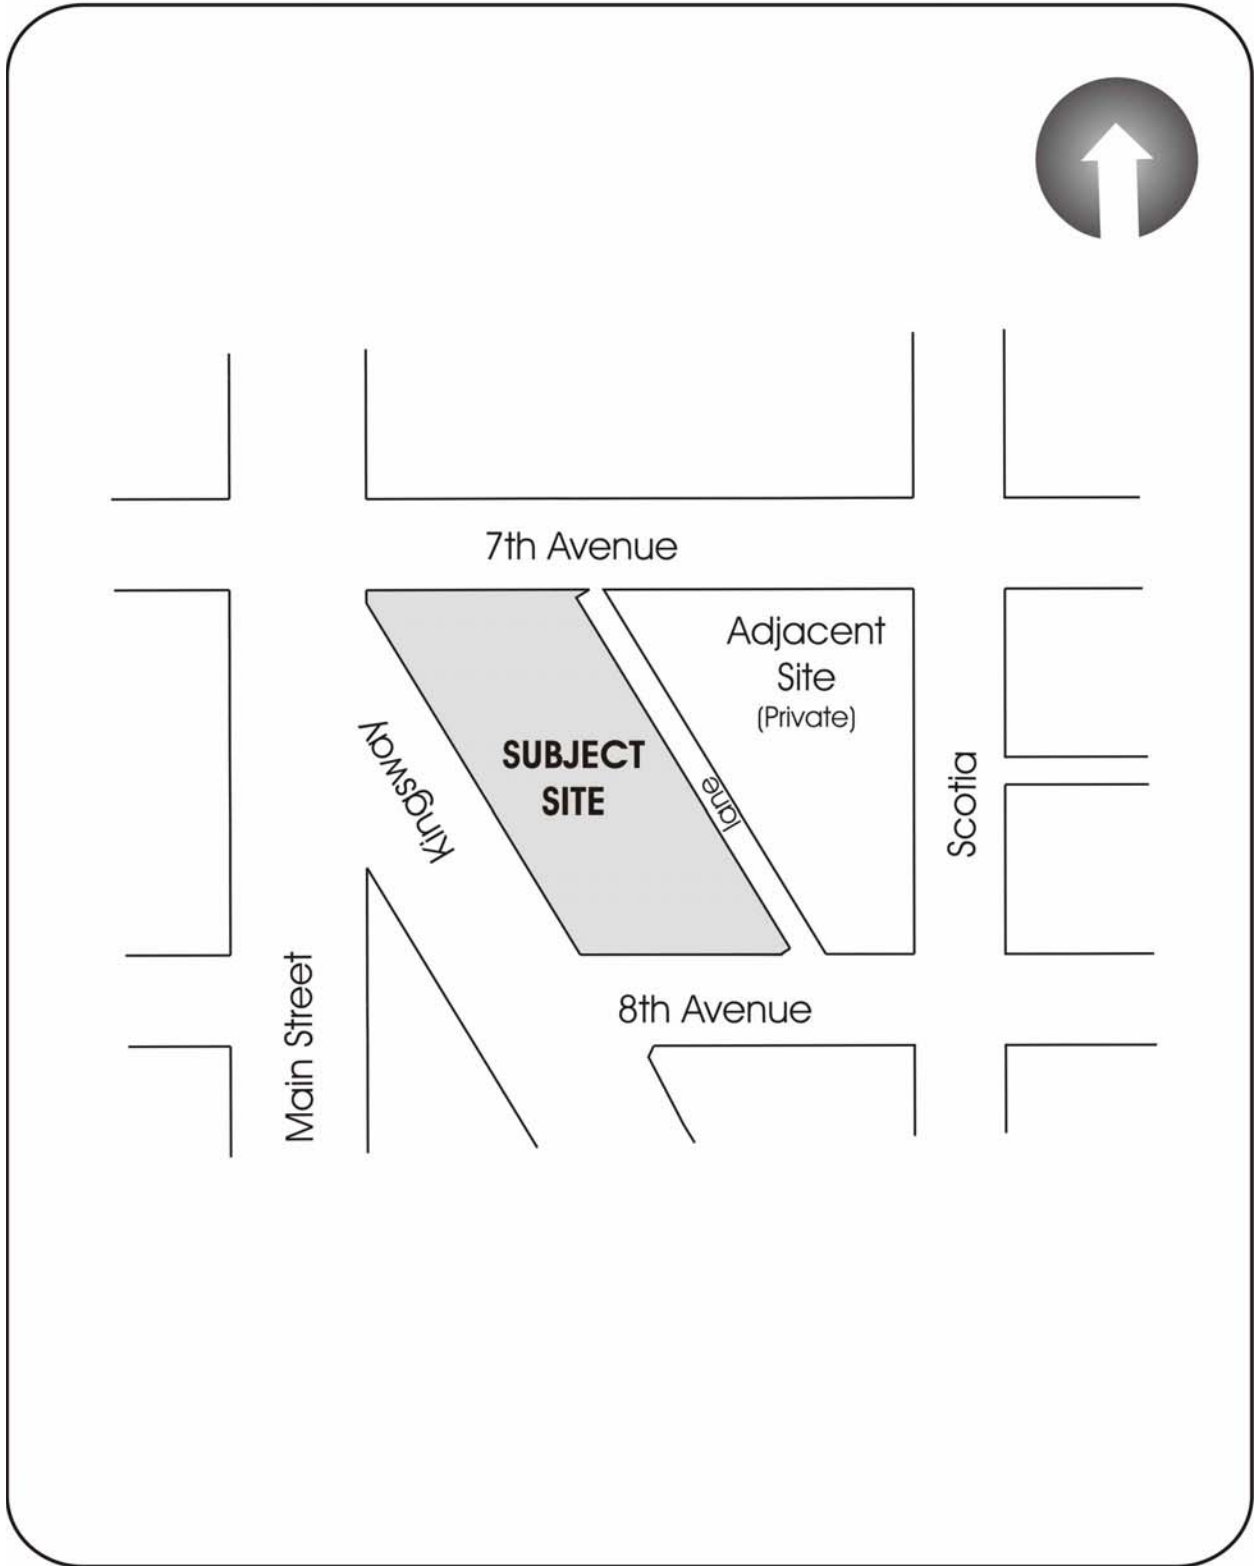 7th Avenue
Adjacent
Site
(Private)
Kingsway
SUBJECT
SITE
lane
Scotia
Main Street
8th Avenue